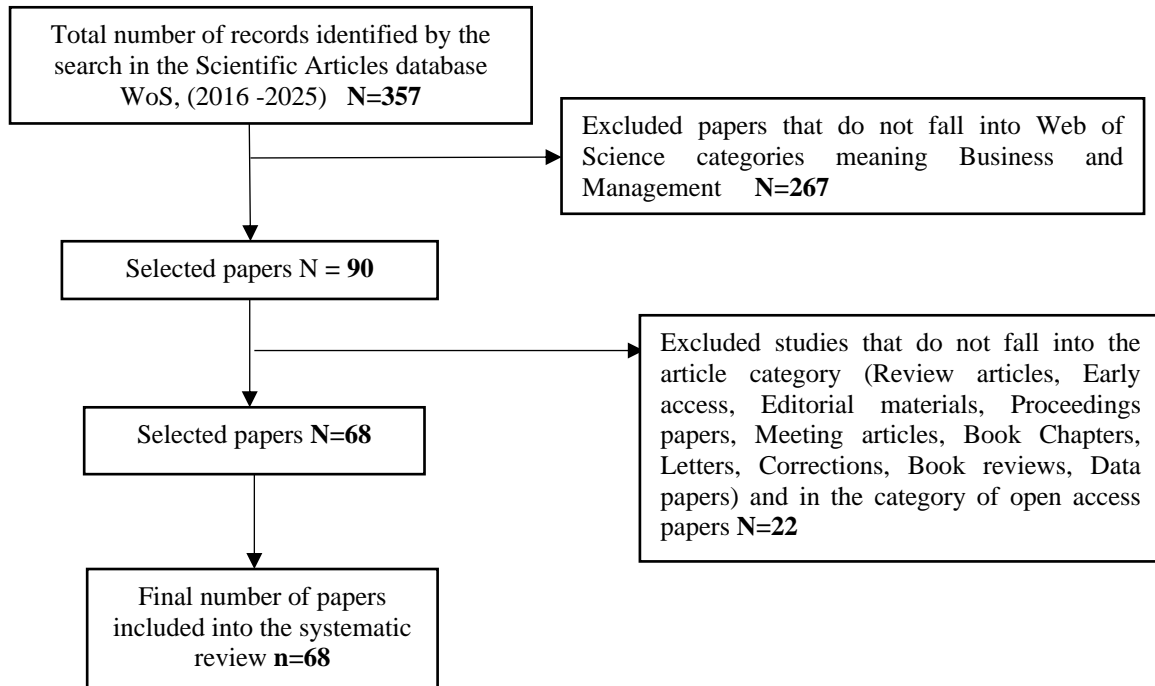 Total number of records identified by the
search in the Scientific Articles database
WoS, (2016 -2025) N=357
Excluded papers that do not fall into Web of
Science categories meaning Business and
Management N=267
Selected papers N = 90
Excluded studies that do not fall into the
article category (Review articles, Early
access, Editorial materials, Proceedings
papers, Meeting articles, Book Chapters,
Letters, Corrections, Book reviews, Data
papers) and in the category of open access
papers N=22
Selected papers N=68
Final number of papers
included into the systematic
review n=68